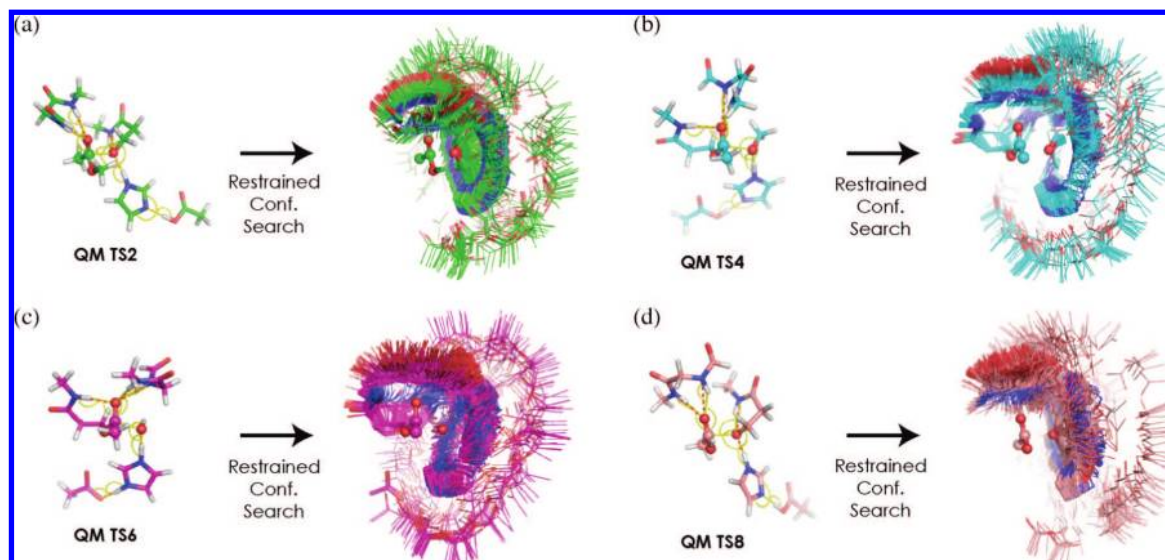 (a)
Restrained
Conf.
Search
QM TS2
(b)
Restrained
Conf.
Search
QM TS4
(c)
Restrained
Conf.
Search
QM TS6
(d)
Restrained
Conf.
Search
QM TS8